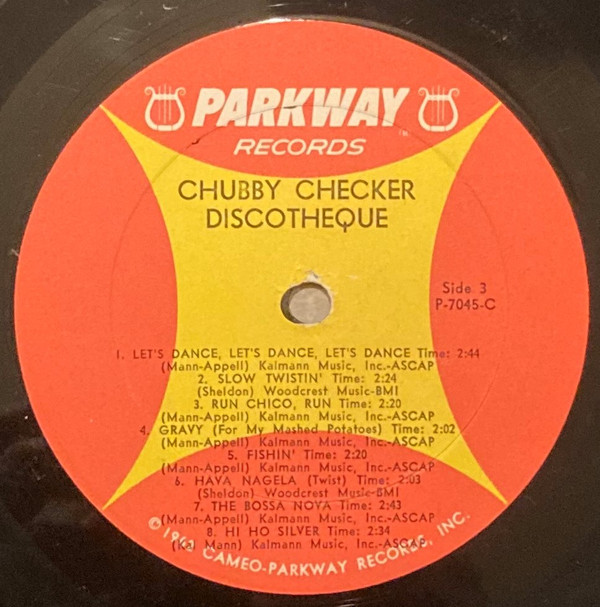 PARKWAY
TM
RECORDS
CHUBBY CHECKER
DISCOTHEQUE
Side 3
P-7045-C
1. LET'S DANCE, LET'S DANCE, LET'S DANCE Time: 2:44
(Mann-Appell) Kalmann Music, Inc.-ASCAP
2. SLOW TWISTIN' Time: 2:24
(Sheldon) Woodcrest Music-BMI
3. RUN CHICO, RUN Time: 2:20
(Mann-Appell) Kalmann Music, Inc.-ASCAP
4. GRAVY (For My Mashed Potatoes) Time: 2:02
(Mann-Appell) Kalmann Music, Inc.-ASCAP
5. FISHIN' Time: 2:20
(Mann-Appell) Kalmann Music, Inc.-ASCAP
6. HAVA NAGELA (Twist) Time: 2:03
(Sheldon) Woodcrest Music-BMI
7. THE BOSSA NOVA Time: 2:43
(Mann-Appell) Kalmann Music, Inc.-ASCAP
8. HI HO SILVER Time: 2:34
(Kal Mann) Kalmann Music, Inc.-ASCAP
© CAMEO-PARKWAY RECORDS, INC.